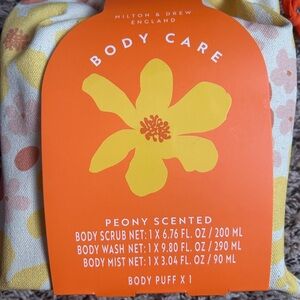 MILTON & DREW
ENGLAND
BODY CARE
PEONY SCENTED
BODY SCRUB NET: 1 X 6.76 FL. OZ / 200 ML
BODY WASH NET: 1 X 9.80 FL. OZ / 290 ML
BODY MIST NET: 1 X 3.04 FL. OZ / 90 ML
BODY PUFF X 1